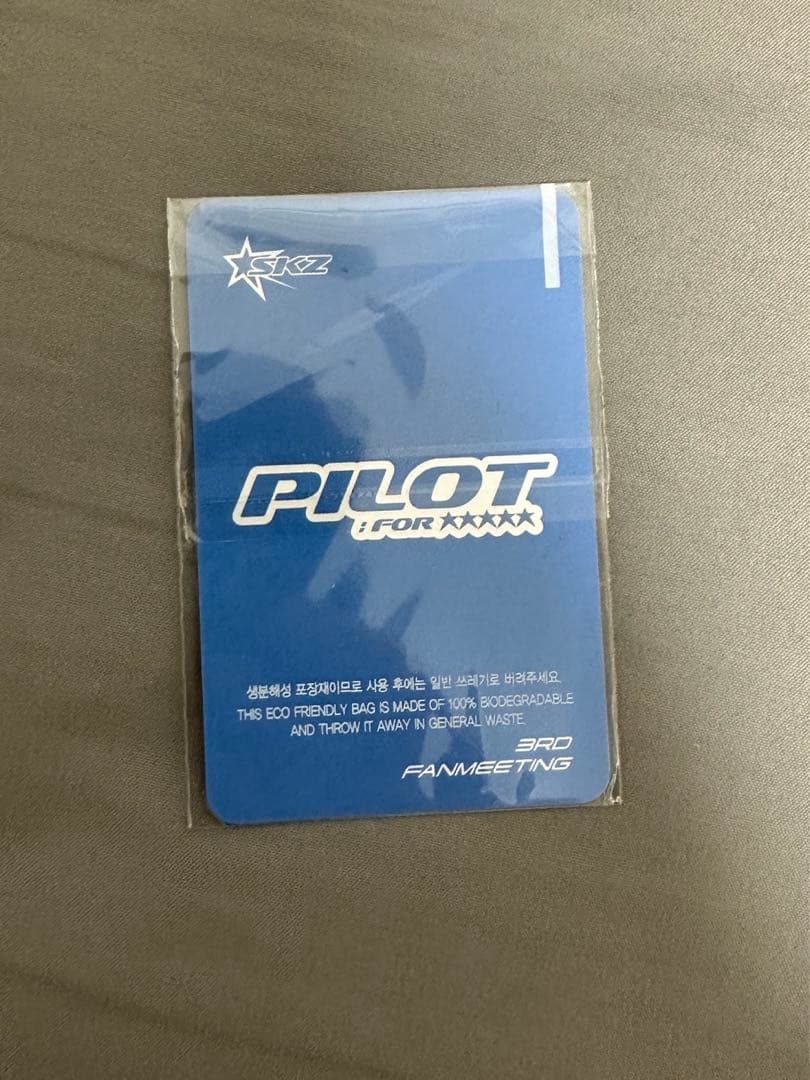 SKZ
PILOT
: FOR ★★★★★
생분해성 포장재이므로 사용 후에는 일반 쓰레기로 버려주세요.
THIS ECO FRIENDLY BAG IS MADE OF 100% BIODEGRADABLE
AND THROW IT AWAY IN GENERAL WASTE.
3RD
FANMEETING